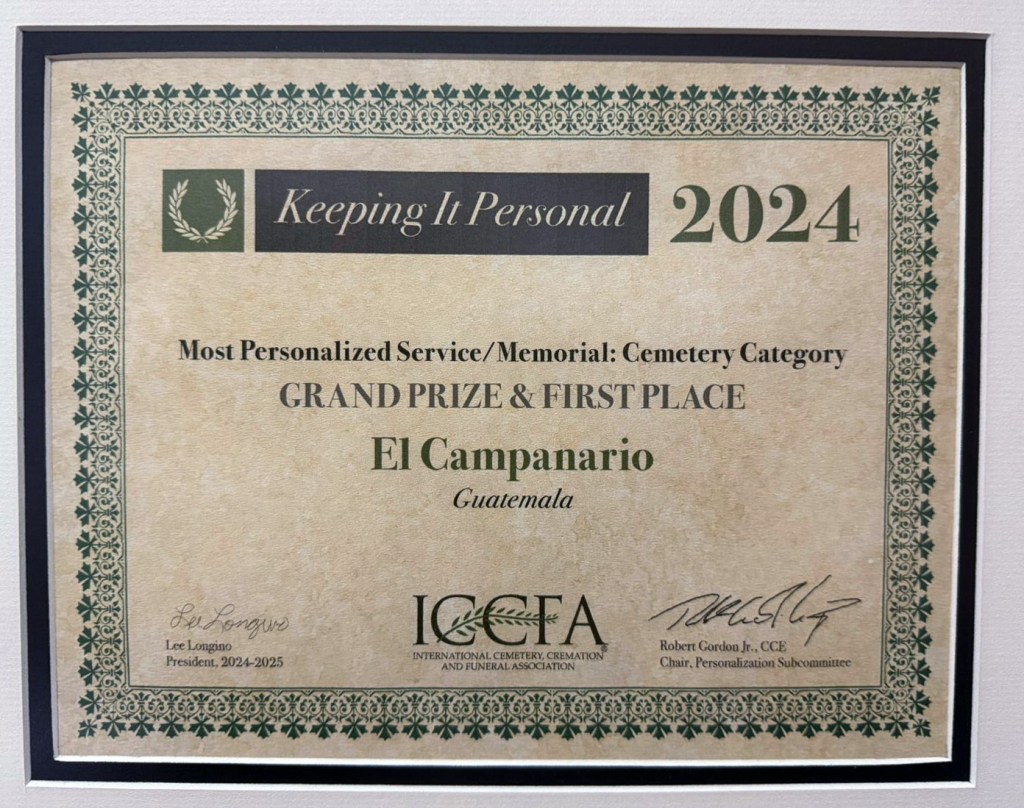 Keeping It Personal 2024
Most Personalized Service/Memorial: Cemetery Category
GRAND PRIZE & FIRST PLACE
El Campanario
Guatemala
Lee Longino
Lee Longino
President, 2024-2025
ICCFA®
INTERNATIONAL CEMETERY, CREMATION
AND FUNERAL ASSOCIATION
Robert Gordon Jr., CCE
Chair, Personalization Subcommittee